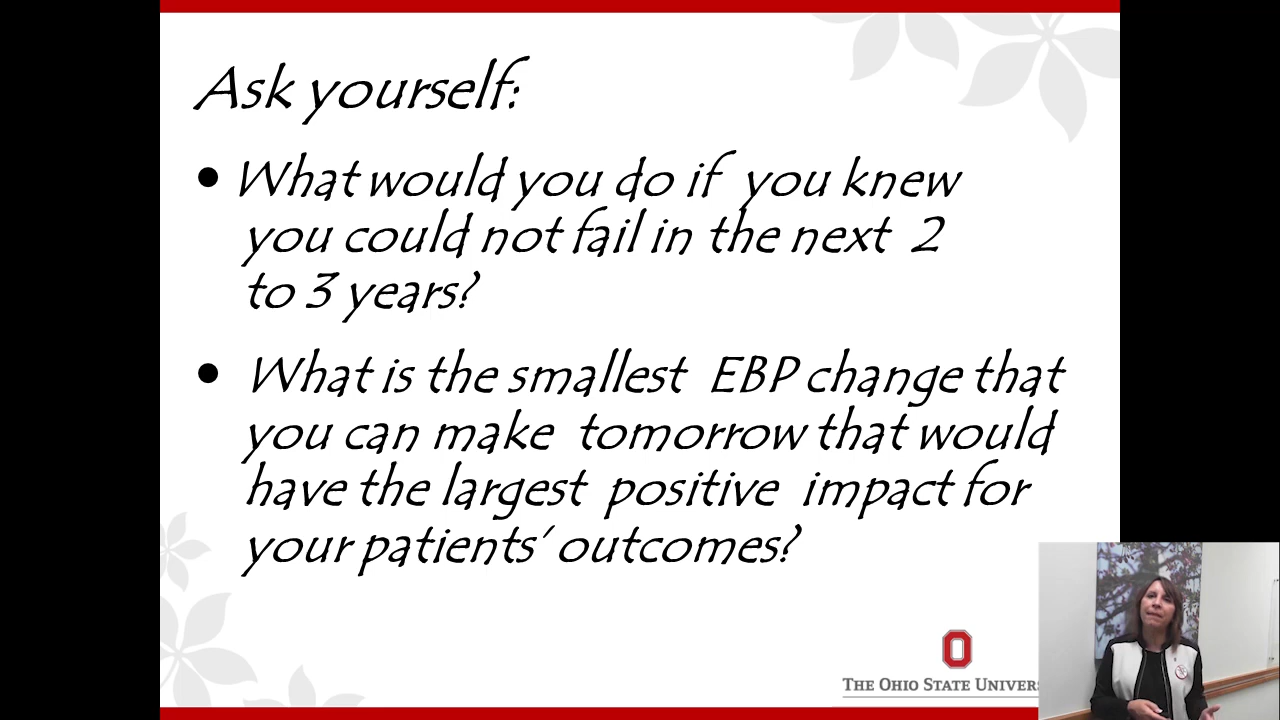 Ask yourself:
• What would you do if you knew
you could not fail in the next 2
to 3 years?
• What is the smallest EBP change that
you can make tomorrow that would
have the largest positive impact for
your patients’ outcomes?
THE OHIO STATE